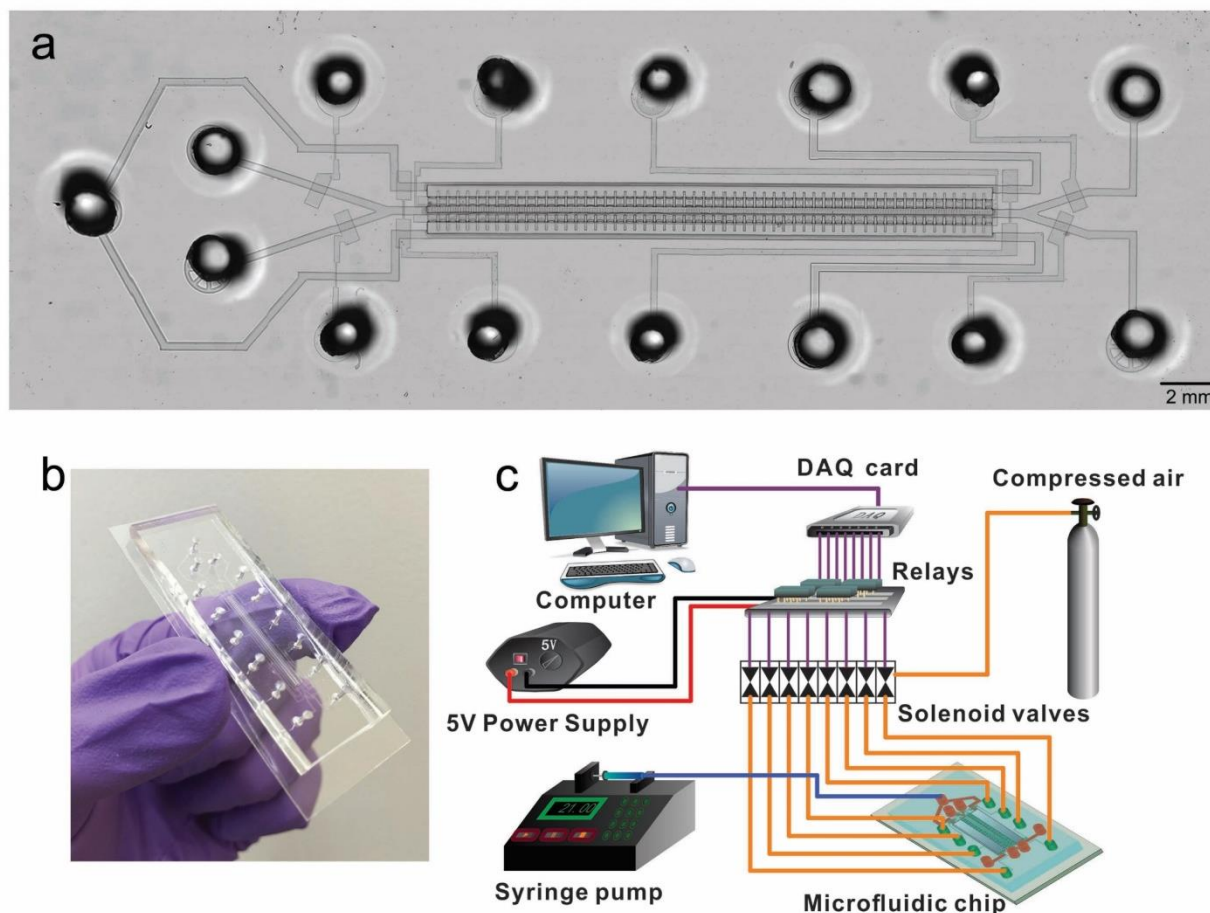 a
2 mm
b
c
DAQ card
Compressed air
DAQ
Relays
Computer
5V
5V Power Supply
Solenoid valves
21.00
Syringe pump
Microfluidic chip